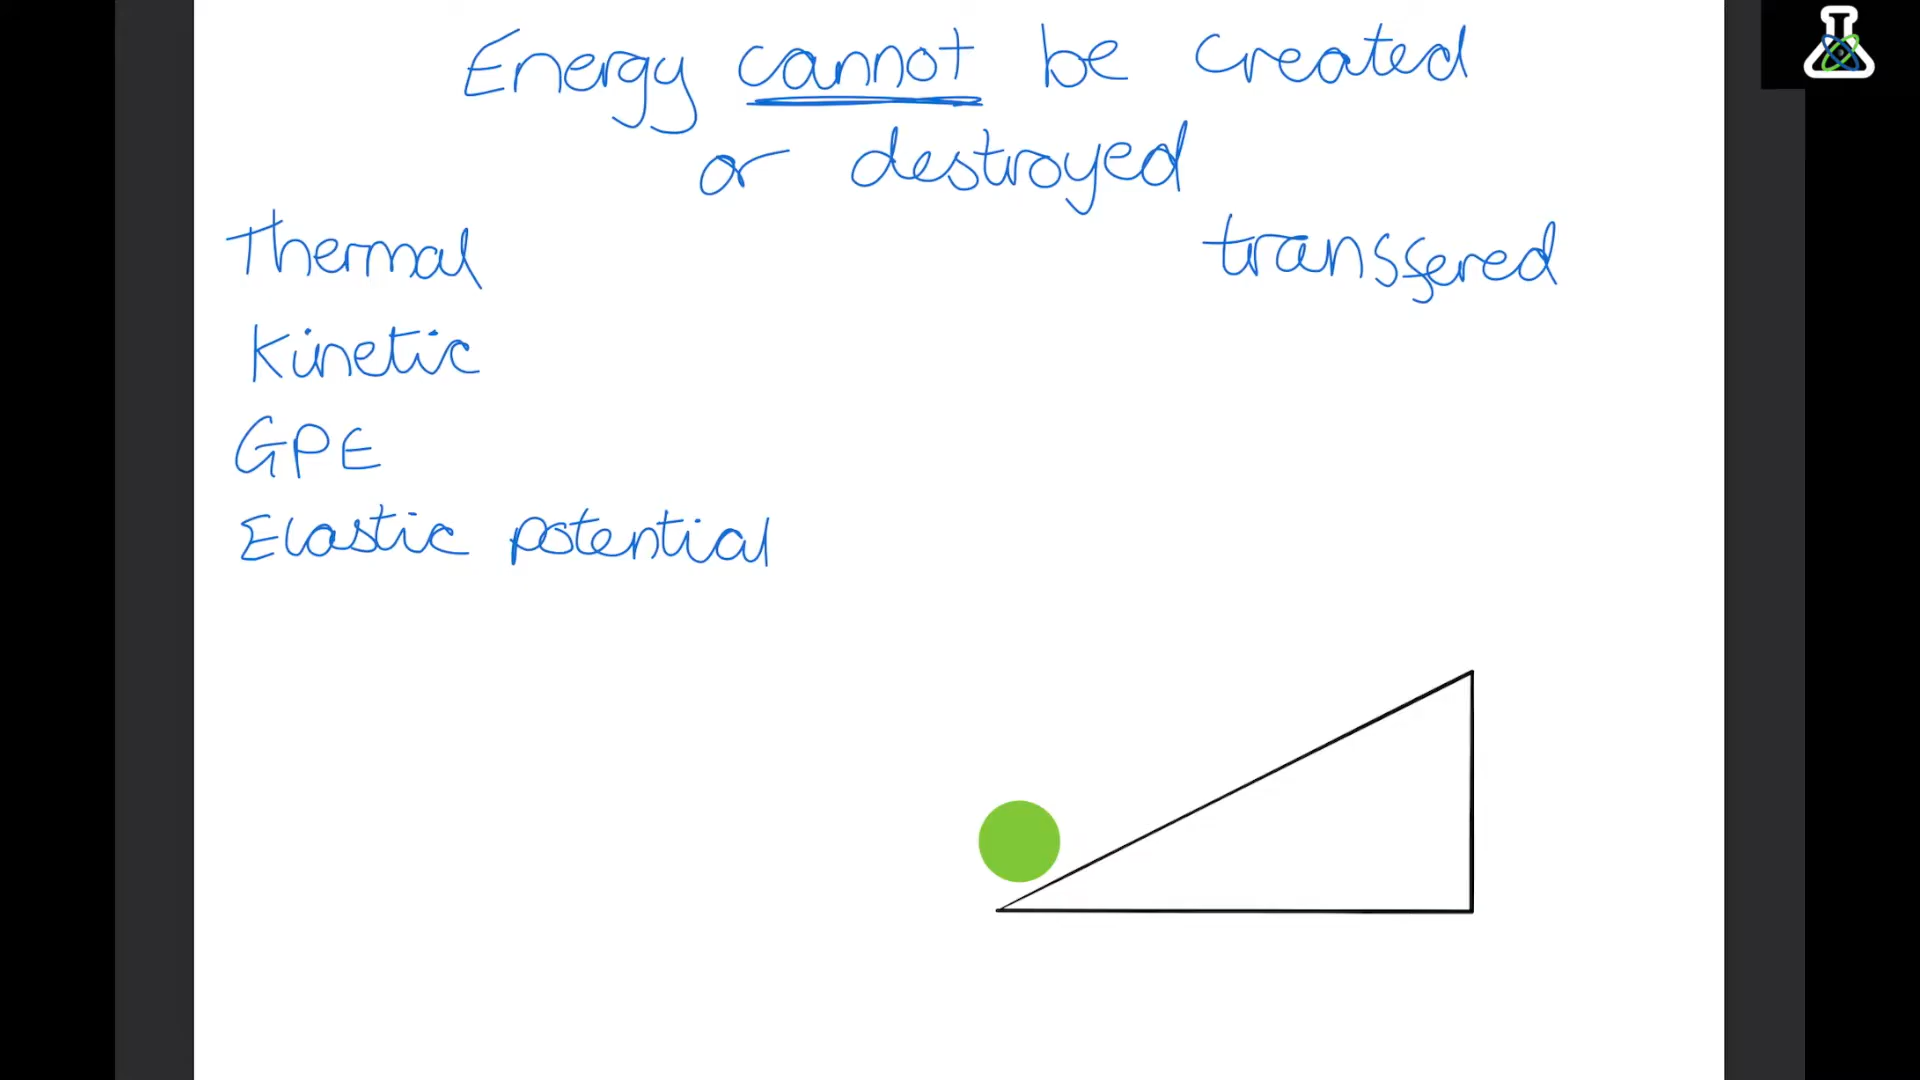 Energy cannot be created
or destroyed
Thermal
transfered
Kinetic
GPE
Elastic potential